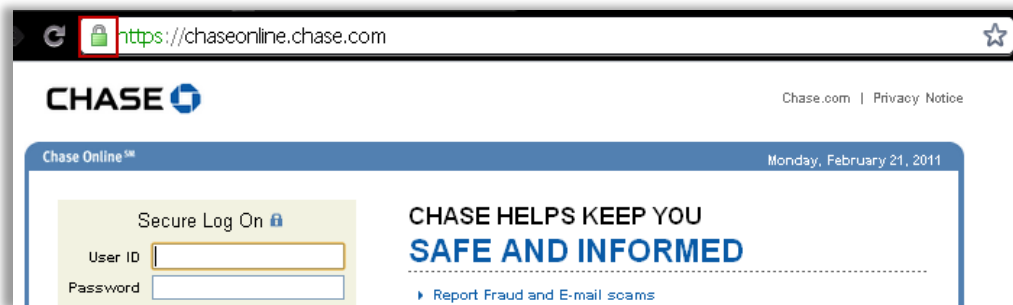 https://chaseonline.chase.com
CHASE
Chase.com | Privacy Notice
Chase Online℠
Monday, February 21, 2011
Secure Log On
User ID
Password
CHASE HELPS KEEP YOU
SAFE AND INFORMED
Report Fraud and E-mail scams